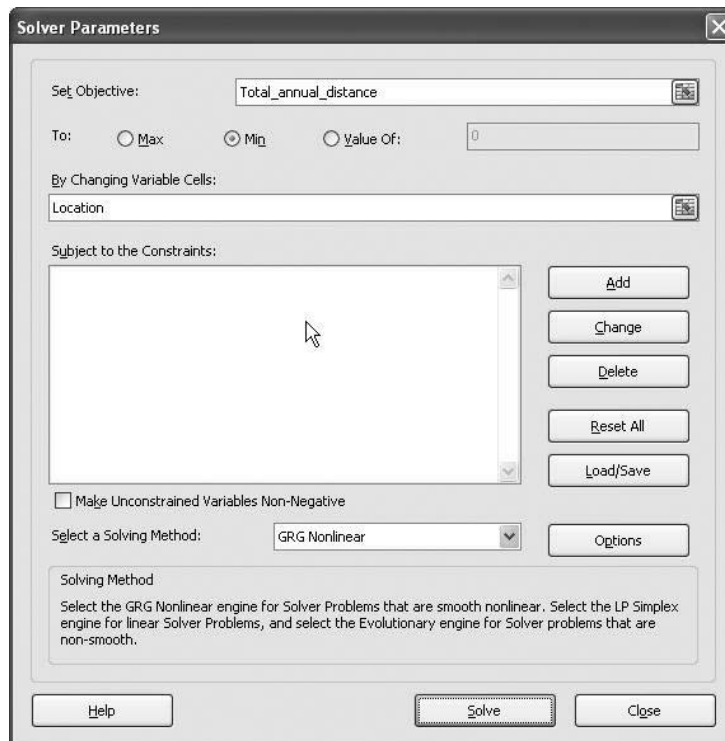 Solver Parameters
Set Objective:
Total_annual_distance
To:
Max
Min
Value Of:
0
By Changing Variable Cells:
Location
Subject to the Constraints:
Add
Change
Delete
Reset All
Load/Save
Make Unconstrained Variables Non-Negative
Select a Solving Method:
GRG Nonlinear
Options
Solving Method
Select the GRG Nonlinear engine for Solver Problems that are smooth nonlinear. Select the LP Simplex
engine for linear Solver Problems, and select the Evolutionary engine for Solver problems that are
non-smooth.
Help
Solve
Close